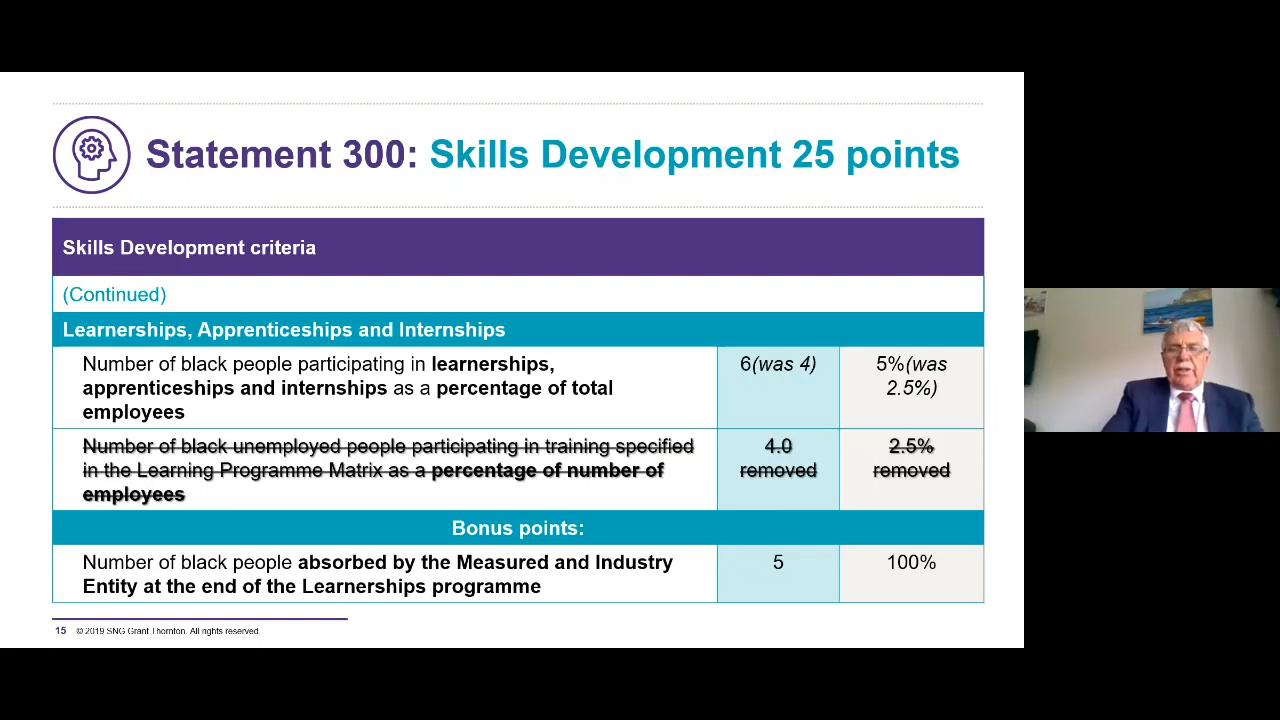 Statement 300: Skills Development 25 points
Skills Development criteria
(Continued)
Learnerships, Apprenticeships and Internships
Number of black people participating in learnerships,
apprenticeships and internships as a percentage of total
employees
6(was 4)
5%(was
2.5%)
Number of black unemployed people participating in training specified
in the Learning Programme Matrix as a percentage of number of
employees
4.0
removed
2.5%
removed
Bonus points:
Number of black people absorbed by the Measured and Industry
Entity at the end of the Learnerships programme
5
100%
15 © 2019 SNG Grant Thornton. All rights reserved.